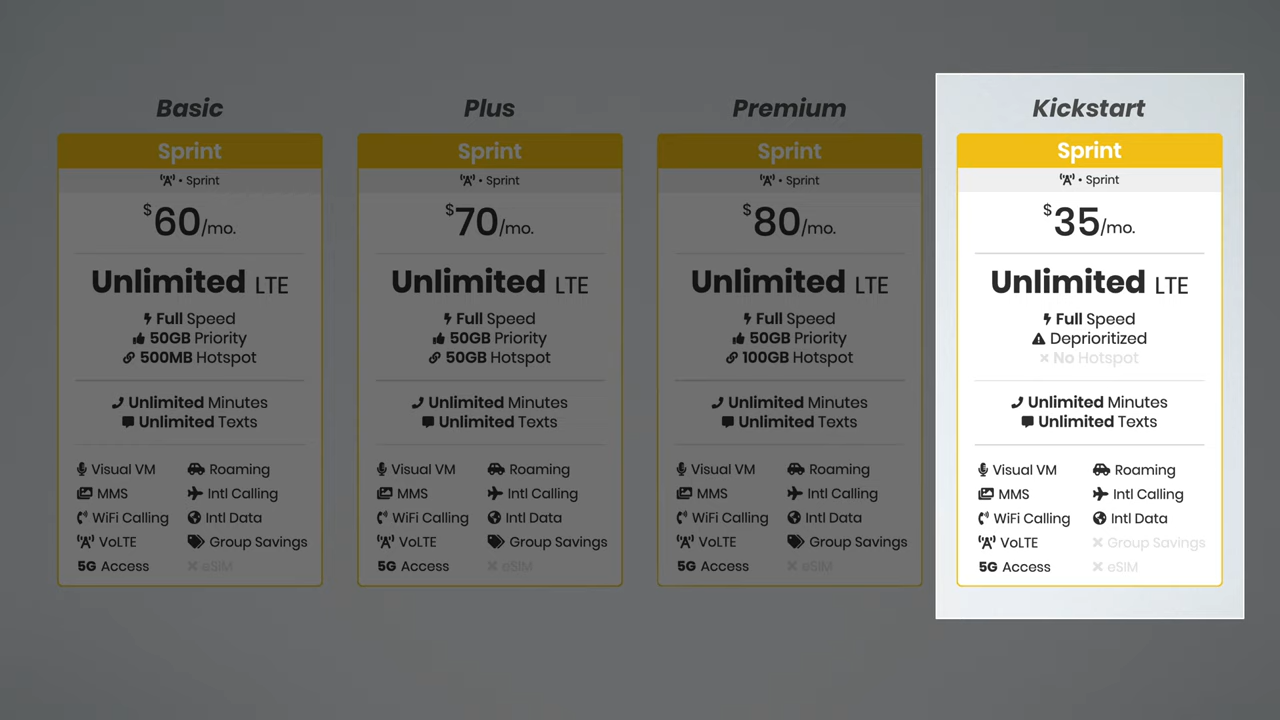 Basic
Sprint
• Sprint
$60/mo.
Unlimited LTE
Full Speed
50GB Priority
500MB Hotspot
Unlimited Minutes
Unlimited Texts
Visual VM Roaming
MMS Intl Calling
WiFi Calling Intl Data
VoLTE Group Savings
5G Access eSIM
Plus
Sprint
• Sprint
$70/mo.
Unlimited LTE
Full Speed
50GB Priority
50GB Hotspot
Unlimited Minutes
Unlimited Texts
Visual VM Roaming
MMS Intl Calling
WiFi Calling Intl Data
VoLTE Group Savings
5G Access eSIM
Premium
Sprint
• Sprint
$80/mo.
Unlimited LTE
Full Speed
50GB Priority
100GB Hotspot
Unlimited Minutes
Unlimited Texts
Visual VM Roaming
MMS Intl Calling
WiFi Calling Intl Data
VoLTE Group Savings
5G Access eSIM
Kickstart
Sprint
• Sprint
$35/mo.
Unlimited LTE
Full Speed
Deprioritized
No Hotspot
Unlimited Minutes
Unlimited Texts
Visual VM Roaming
MMS Intl Calling
WiFi Calling Intl Data
VoLTE Group Savings
5G Access eSIM